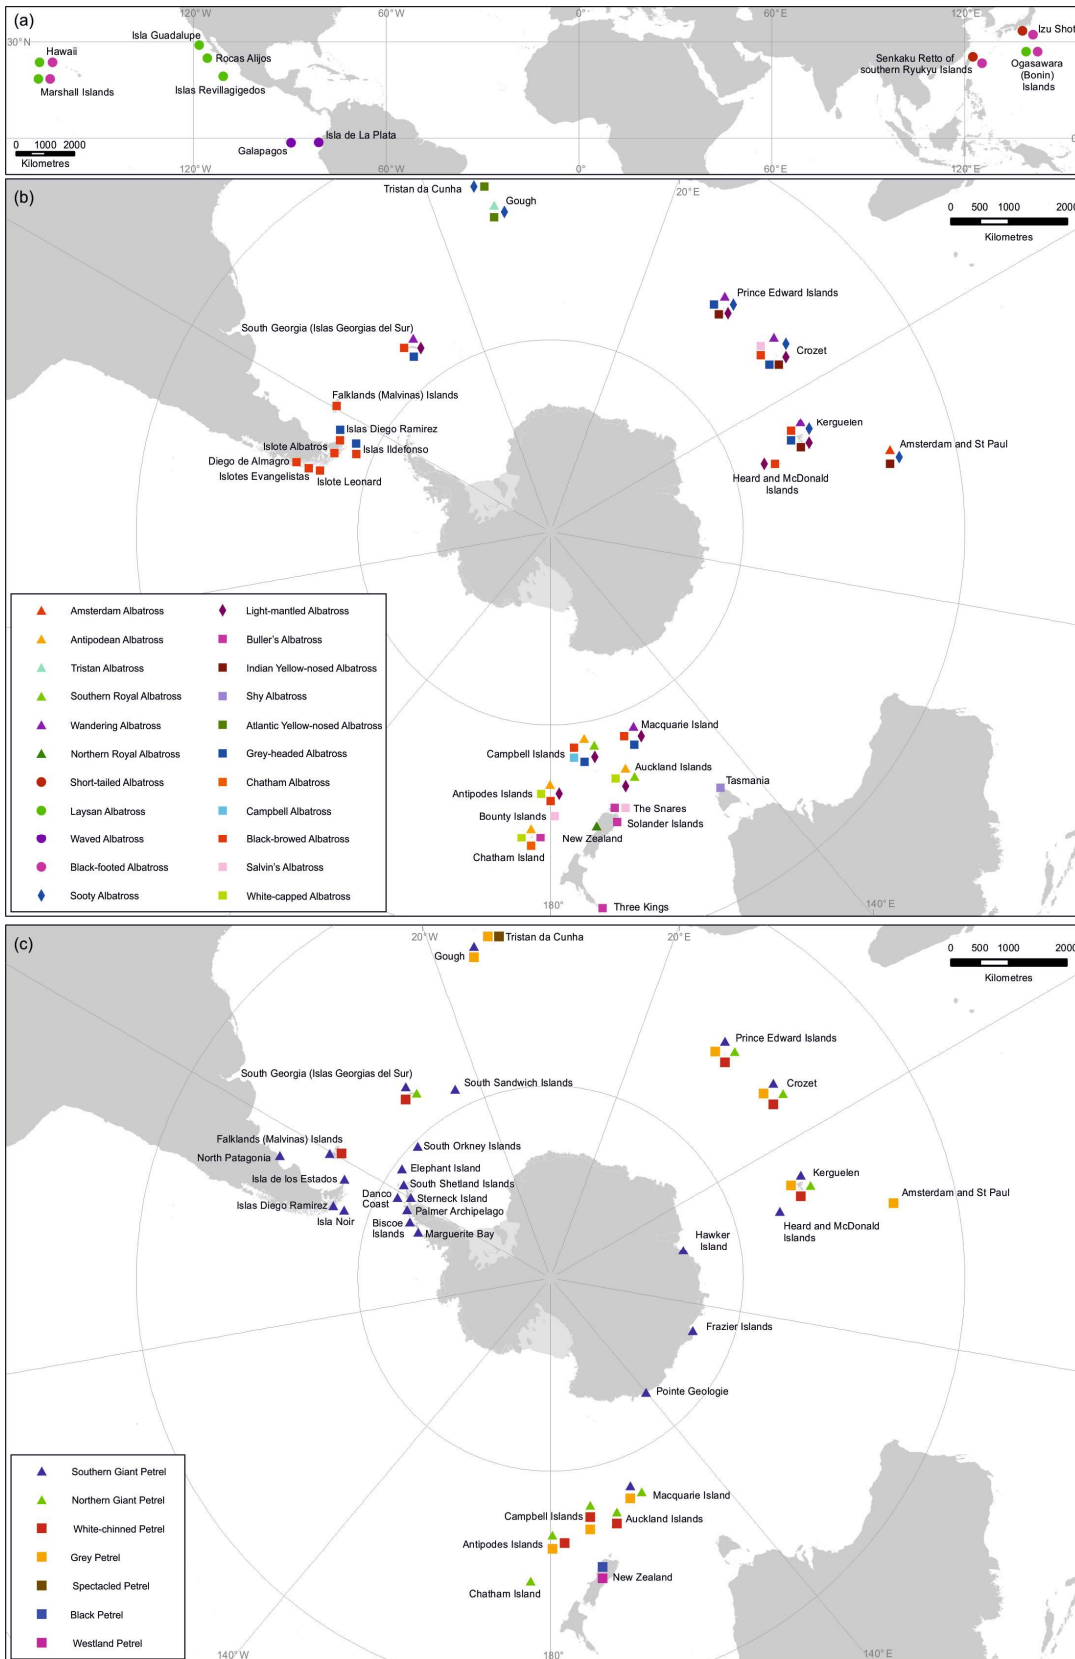 (a)
120°W
60°W
0°
60°E
120°E
30°N
Isla Guadalupe
Hawaii
Rocas Alijos
Marshall Islands
Islas Revillagigedos
Izu Shoto
Senkaku Retto of
southern Ryukyu Islands
Ogasawara
(Bonin)
Islands
Isla de La Plata
Galapagos
0 1000 2000
Kilometres
120°W
60°W
0°
60°E
120°E
(b)
Tristan da Cunha
Gough
20°E
0 500 1000 2000
Kilometres
Prince Edward Islands
South Georgia (Islas Georgias del Sur)
Crozet
Falklands (Malvinas) Islands
Islas Diego Ramirez
Kerguelen
Islote Albatros
Islas Ildefonso
Amsterdam and St Paul
Diego de Almagro
Islotes Evangelistas
Islote Leonard
Heard and McDonald
Islands
Amsterdam Albatross
Antipodean Albatross
Tristan Albatross
Southern Royal Albatross
Wandering Albatross
Northern Royal Albatross
Short-tailed Albatross
Laysan Albatross
Waved Albatross
Black-footed Albatross
Sooty Albatross
Light-mantled Albatross
Buller's Albatross
Indian Yellow-nosed Albatross
Shy Albatross
Atlantic Yellow-nosed Albatross
Grey-headed Albatross
Chatham Albatross
Campbell Albatross
Black-browed Albatross
Salvin's Albatross
White-capped Albatross
Macquarie Island
Campbell Islands
Auckland Islands
Tasmania
Antipodes Islands
Bounty Islands
The Snares
Solander Islands
New Zealand
Chatham Island
Three Kings
180°
140°E
(c)
20°W
Tristan da Cunha
Gough
20°E
0 500 1000 2000
Kilometres
Prince Edward Islands
South Georgia (Islas Georgias del Sur)
South Sandwich Islands
Crozet
Falklands (Malvinas) Islands
North Patagonia
South Orkney Islands
Elephant Island
Isla de los Estados
South Shetland Islands
Danco
Coast
Sterneck Island
Islas Diego Ramirez
Palmer Archipelago
Isla Noir
Biscoe
Islands
Marguerite Bay
Kerguelen
Amsterdam and St Paul
Heard and McDonald
Islands
Hawker
Island
Frazier Islands
Pointe Geologie
Southern Giant Petrel
Northern Giant Petrel
White-chinned Petrel
Grey Petrel
Spectacled Petrel
Black Petrel
Westland Petrel
Macquarie Island
Campbell Islands
Auckland Islands
Antipodes Islands
New Zealand
Chatham Island
140°W
180°
140°E